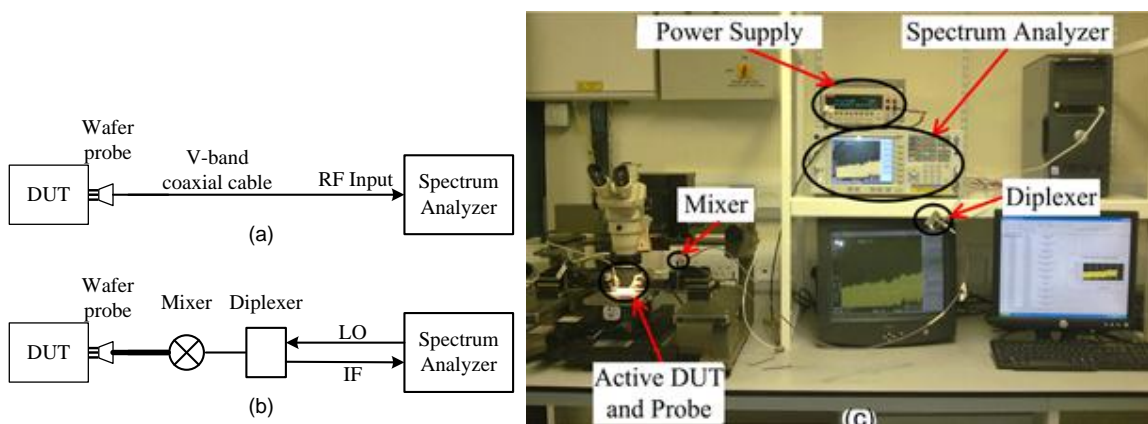 Wafer
probe
V-band
coaxial cable
DUT
RF Input
Spectrum
Analyzer
(a)
Wafer
probe
Mixer
Diplexer
DUT
LO
IF
Spectrum
Analyzer
(b)
Power Supply
Spectrum Analyzer
Mixer
Diplexer
Active DUT
and Probe
(c)